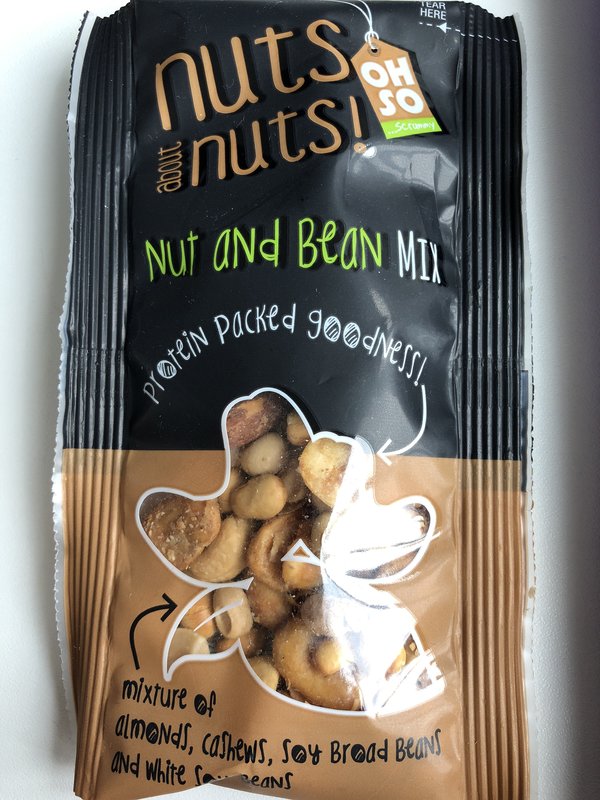 TEAR
HERE
nuts
about nuts!
OH
SO
...Scrummy
Nut and Bean Mix
protein packed goodness!
mixture of
almonds, cashews, soy broad beans
and white soy beans